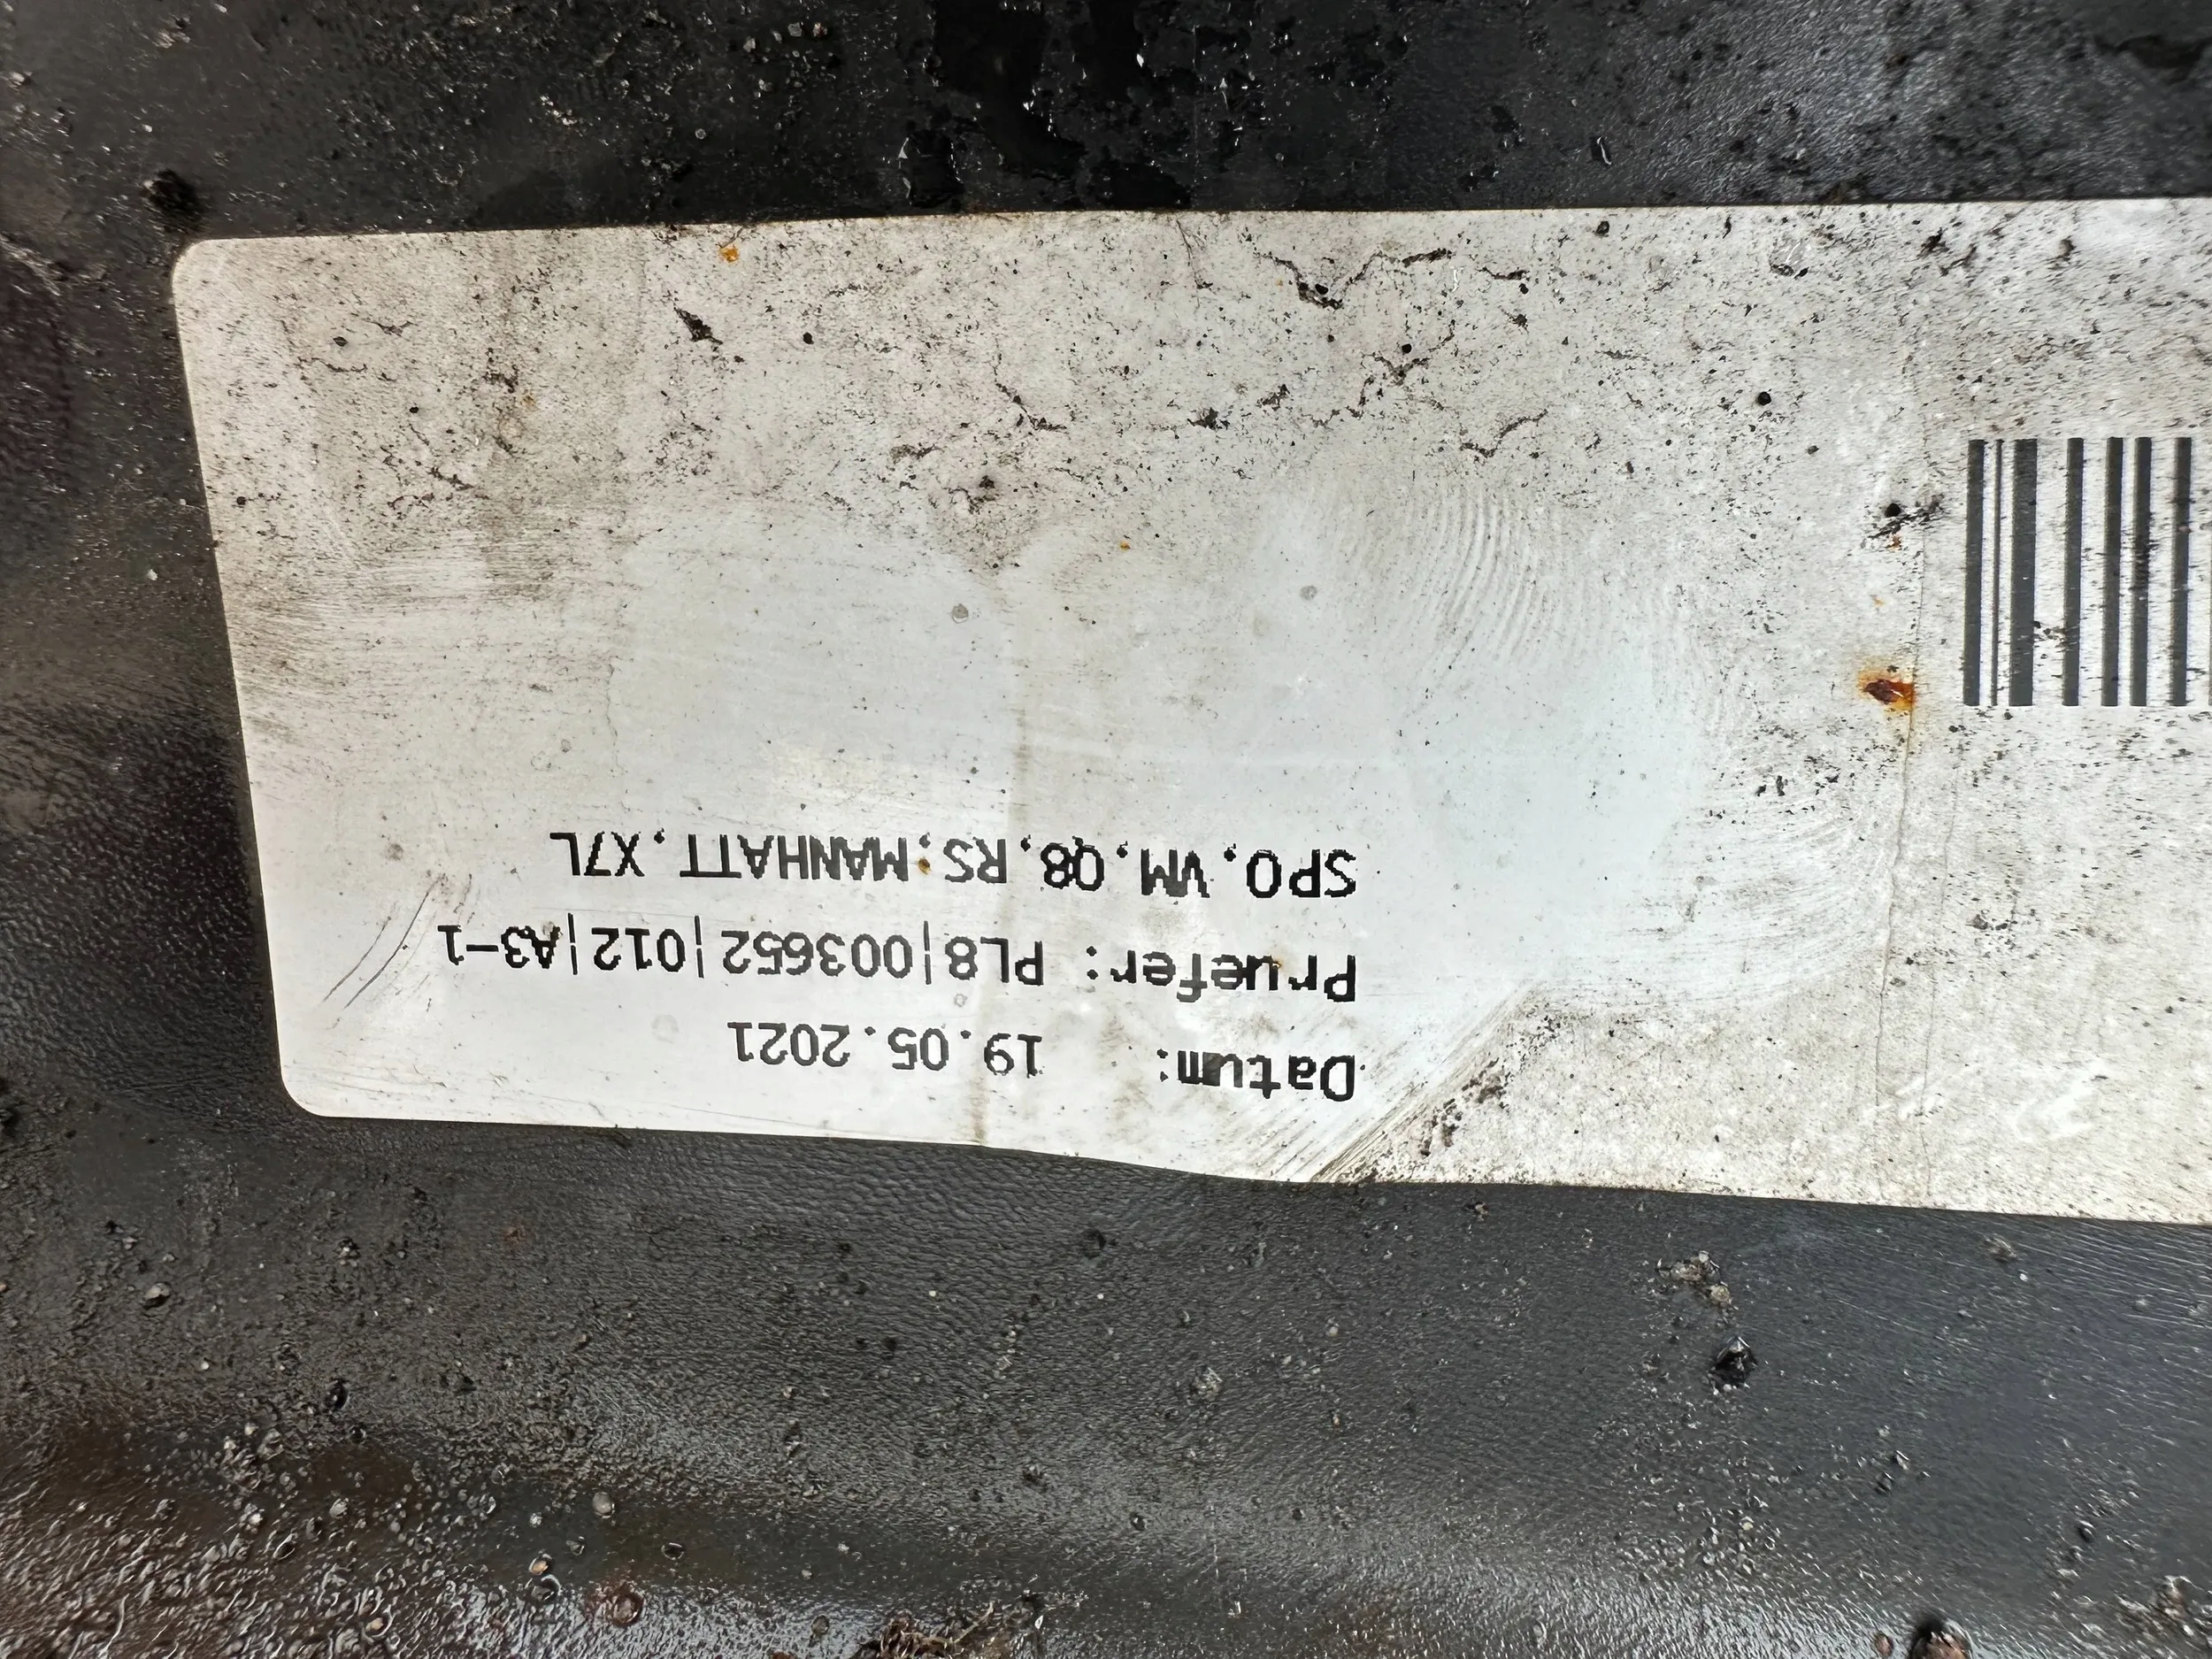 Datum: 19.05.2021
Pruefer: PL8|003652|012|A3-1
SPO.VM.Q8.RS.MANHATT.X7L